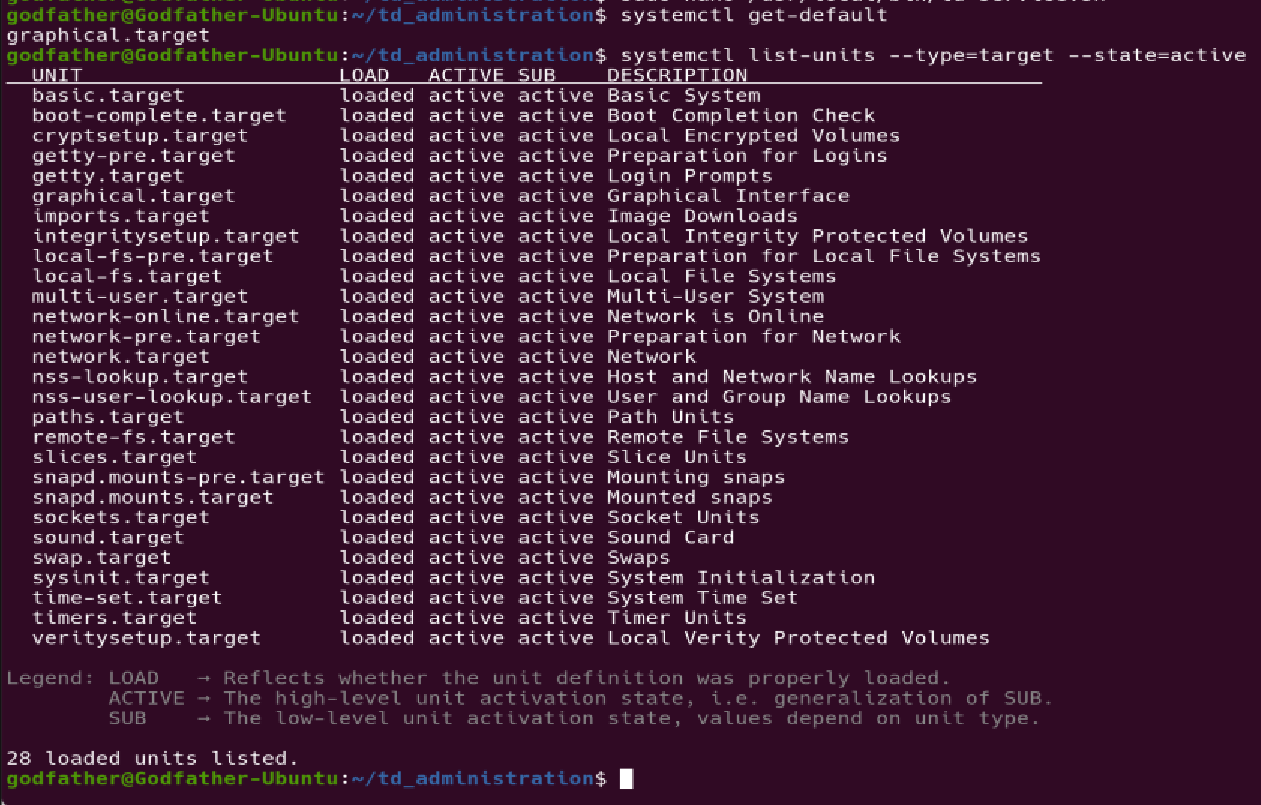 godfather@Godfather-Ubuntu:~/td_administration$ systemctl get-default
graphical.target
godfather@Godfather-Ubuntu:~/td_administration$ systemctl list-units --type=target --state=active
  UNIT                    LOAD   ACTIVE SUB    DESCRIPTION
  basic.target            loaded active active Basic System
  boot-complete.target    loaded active active Boot Completion Check
  cryptsetup.target       loaded active active Local Encrypted Volumes
  getty-pre.target        loaded active active Preparation for Logins
  getty.target            loaded active active Login Prompts
  graphical.target        loaded active active Graphical Interface
  imports.target          loaded active active Image Downloads
  integritysetup.target   loaded active active Local Integrity Protected Volumes
  local-fs-pre.target     loaded active active Preparation for Local File Systems
  local-fs.target         loaded active active Local File Systems
  multi-user.target       loaded active active Multi-User System
  network-online.target   loaded active active Network is Online
  network-pre.target      loaded active active Preparation for Network
  network.target          loaded active active Network
  nss-lookup.target       loaded active active Host and Network Name Lookups
  nss-user-lookup.target  loaded active active User and Group Name Lookups
  paths.target            loaded active active Path Units
  remote-fs.target        loaded active active Remote File Systems
  slices.target           loaded active active Slice Units
  snapd.mounts-pre.target loaded active active Mounting snaps
  snapd.mounts.target     loaded active active Mounted snaps
  sockets.target          loaded active active Socket Units
  sound.target            loaded active active Sound Card
  swap.target             loaded active active Swaps
  sysinit.target          loaded active active System Initialization
  time-set.target         loaded active active System Time Set
  timers.target           loaded active active Timer Units
  veritysetup.target      loaded active active Local Verity Protected Volumes
Legend: LOAD   → Reflects whether the unit definition was properly loaded.
        ACTIVE → The high-level unit activation state, i.e. generalization of SUB.
        SUB    → The low-level unit activation state, values depend on unit type.
28 loaded units listed.
godfather@Godfather-Ubuntu:~/td_administration$